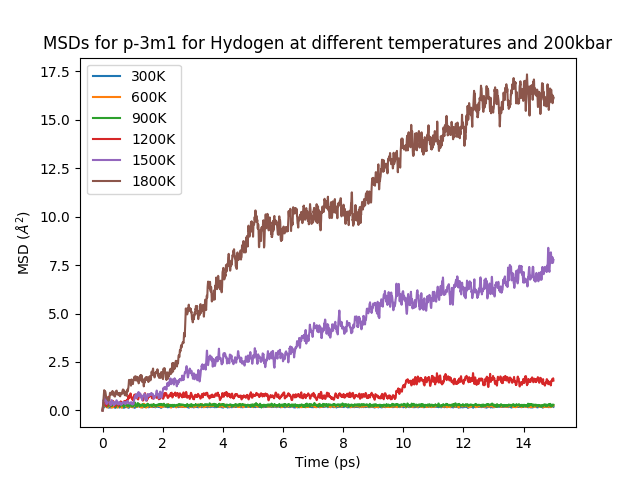 MSDs for p-3m1 for Hydogen at different temperatures and 200kbar
300K
600K
900K
1200K
1500K
1800K
17.5
15.0
12.5
10.0
7.5
5.0
2.5
0.0
MSD (Å²)
0 2 4 6 8 10 12 14
Time (ps)